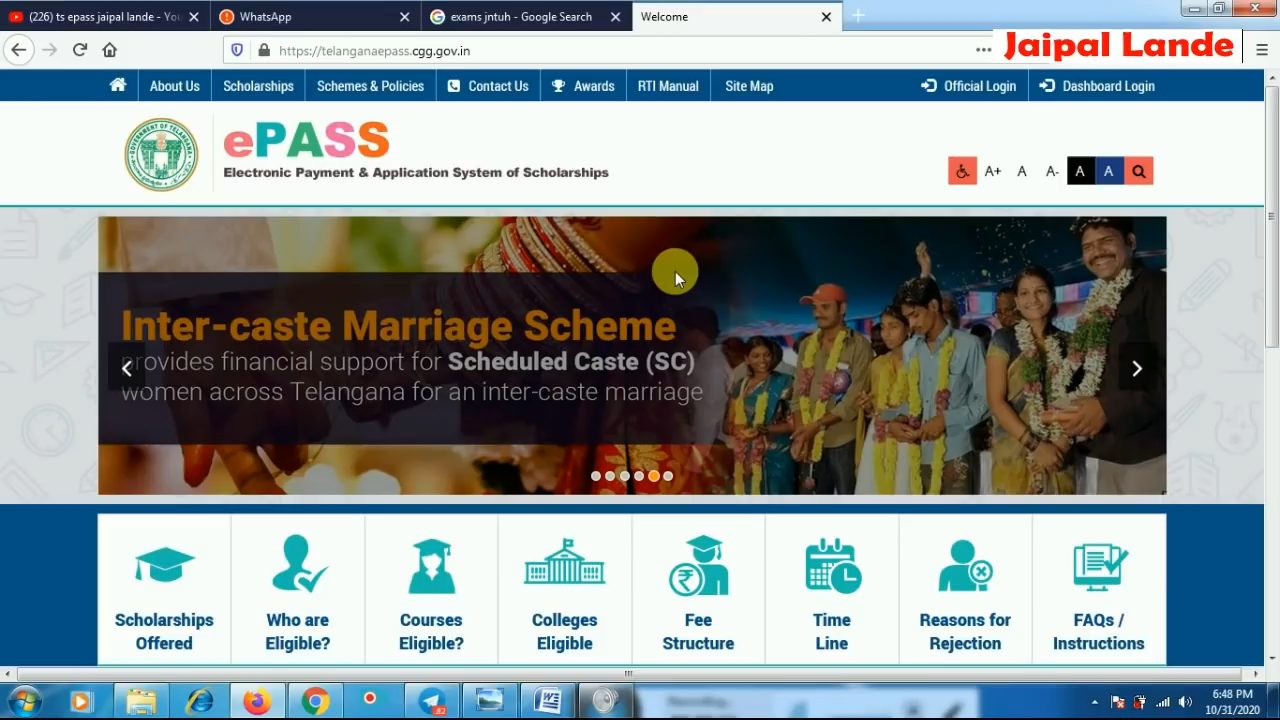 (226) ts epass jaipal lande - You
WhatsApp
exams jntuh - Google Search
Welcome
https://telanganaepass.cgg.gov.in
Jaipal Lande
About Us
Scholarships
Schemes & Policies
Contact Us
Awards
RTI Manual
Site Map
Official Login
Dashboard Login
ePASS
Electronic Payment & Application System of Scholarships
A+
A
A-
A
A
Inter-caste Marriage Scheme
provides financial support for Scheduled Caste (SC)
women across Telangana for an inter-caste marriage
Scholarships
Offered
Who are
Eligible?
Courses
Eligible?
Colleges
Eligible
Fee
Structure
Time
Line
Reasons for
Rejection
FAQs /
Instructions
82
6:48 PM
10/31/2020